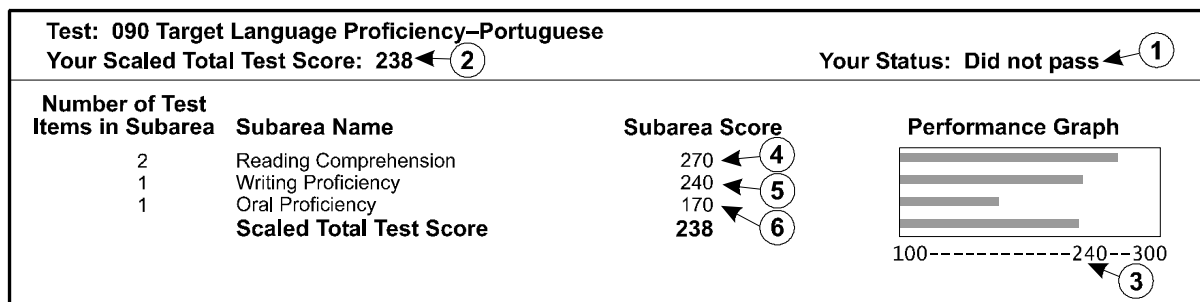 Test: 090 Target Language Proficiency–Portuguese
Your Scaled Total Test Score: 238 2 Your Status: Did not pass 1
Number of Test Items in Subarea Subarea Name Subarea Score Performance Graph
2 Reading Comprehension 270 4
1 Writing Proficiency 240 5
1 Oral Proficiency 170 6
Scaled Total Test Score 238
100-------------240--300
3